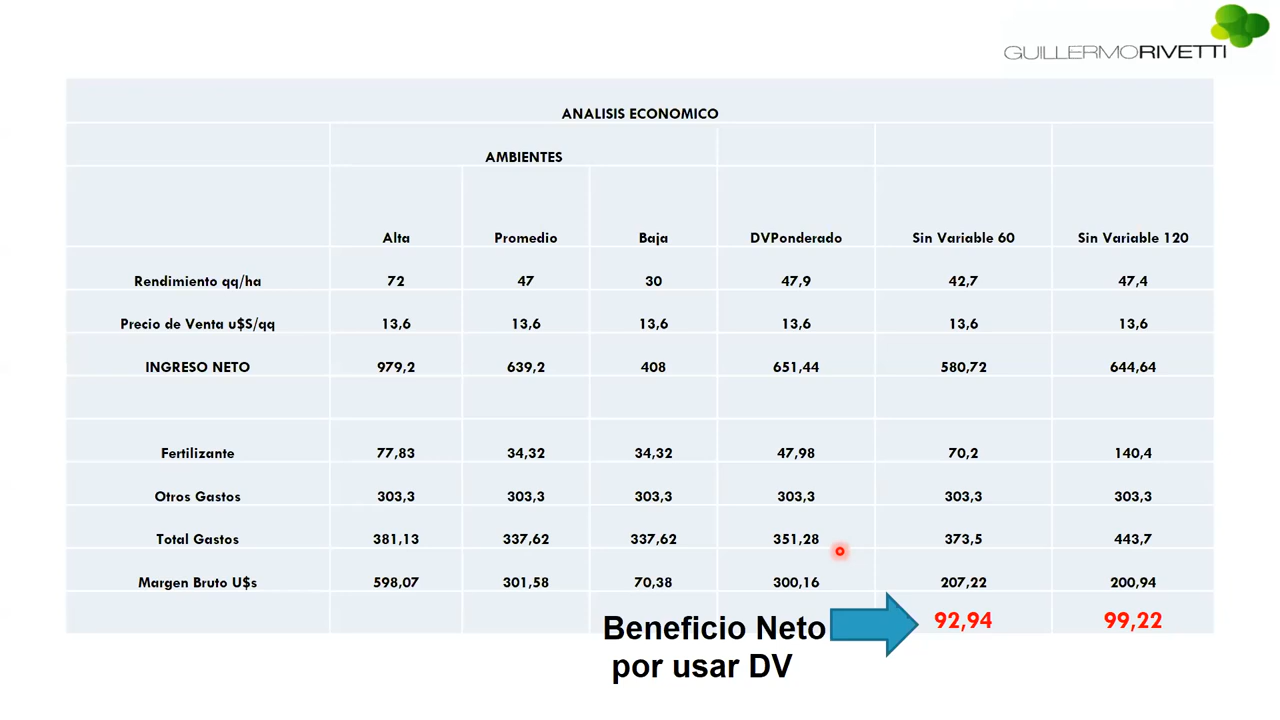 GUILLERMORIVETTI
ANALISIS ECONOMICO
AMBIENTES
Alta Promedio Baja DVPonderado Sin Variable 60 Sin Variable 120
Rendimiento qq/ha 72 47 30 47,9 42,7 47,4
Precio de Venta u$S/qq 13,6 13,6 13,6 13,6 13,6 13,6
INGRESO NETO 979,2 639,2 408 651,44 580,72 644,64
Fertilizante 77,83 34,32 34,32 47,98 70,2 140,4
Otros Gastos 303,3 303,3 303,3 303,3 303,3 303,3
Total Gastos 381,13 337,62 337,62 351,28 373,5 443,7
Margen Bruto U$s 598,07 301,58 70,38 300,16 207,22 200,94
Beneficio Neto 92,94 99,22
por usar DV